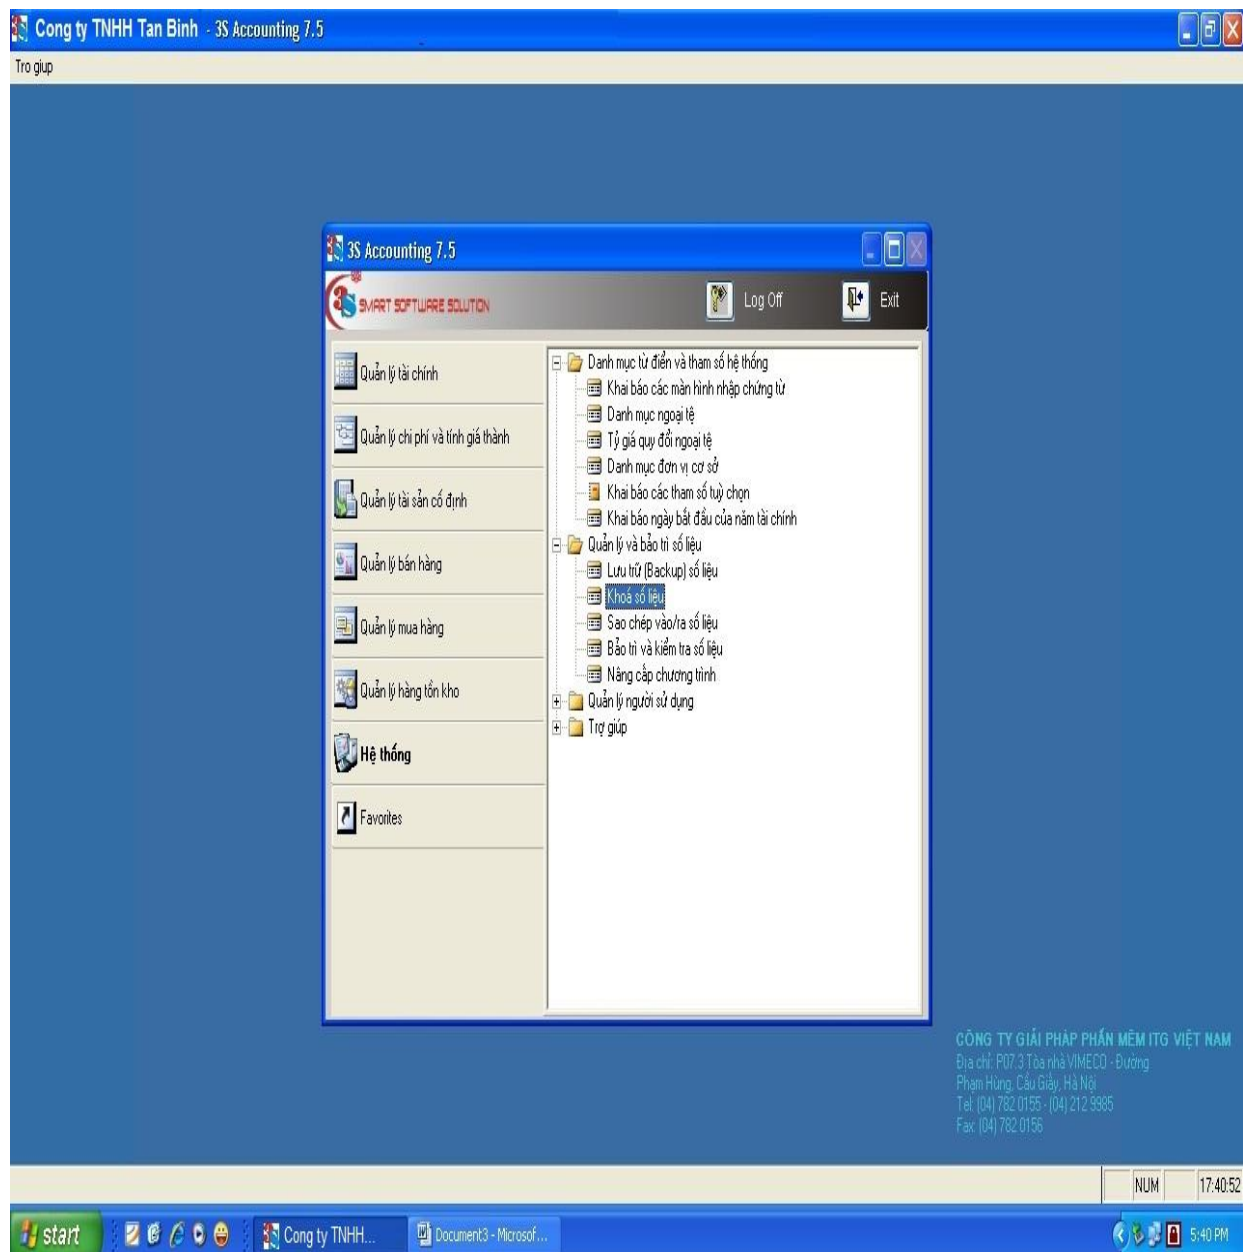 Cong ty TNHH Tan Binh - 3S Accounting 7.5
Tro giup
3S Accounting 7.5
3S SMART SOFTWARE SOLUTION
Log Off
Exit
Quản lý tài chính
Quản lý chi phí và tính giá thành
Quản lý tài sản cố định
Quản lý bán hàng
Quản lý mua hàng
Quản lý hàng tồn kho
Hệ thống
Favorites
Danh mục từ điển và tham số hệ thống
Khai báo các màn hình nhập chứng từ
Danh mục ngoại tệ
Tỷ giá quy đổi ngoại tệ
Danh mục đơn vị cơ sở
Khai báo các tham số tuỳ chọn
Khai báo ngày bắt đầu của năm tài chính
Quản lý và bảo trì số liệu
Lưu trữ (Backup) số liệu
Khoá số liệu
Sao chép vào/ra số liệu
Bảo trì và kiểm tra số liệu
Nâng cấp chương trình
Quản lý người sử dụng
Trợ giúp
CÔNG TY GIẢI PHÁP PHẦN MỀM ITG VIỆT NAM
Địa chỉ: P07.3 Tòa nhà VIMECO - Đường
Phạm Hùng, Cầu Giấy, Hà Nội
Tel: (04) 782 0155 - (04) 212 9985
Fax: (04) 782 0156
NUM 17:40:52
start
Cong ty TNHH...
Document3 - Microsof...
5:40 PM